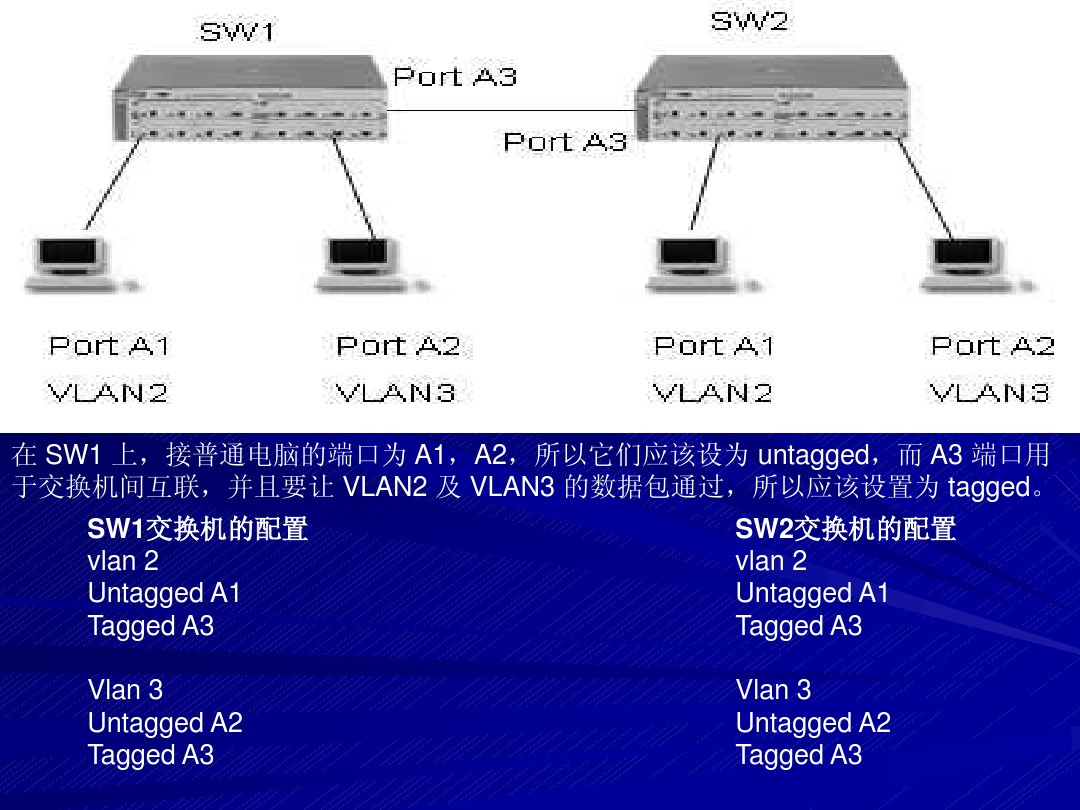 SW1
SW2
Port A3
Port A3
Port A1
Port A2
Port A1
Port A2
VLAN2
VLAN3
VLAN2
VLAN3
在 SW1 上，接普通电脑的端口为 A1，A2，所以它们应该设为 untagged，而 A3 端口用
于交换机间互联，并且要让 VLAN2 及 VLAN3 的数据包通过，所以应该设置为 tagged。
SW1交换机的配置
vlan 2
Untagged A1
Tagged A3
Vlan 3
Untagged A2
Tagged A3
SW2交换机的配置
vlan 2
Untagged A1
Tagged A3
Vlan 3
Untagged A2
Tagged A3